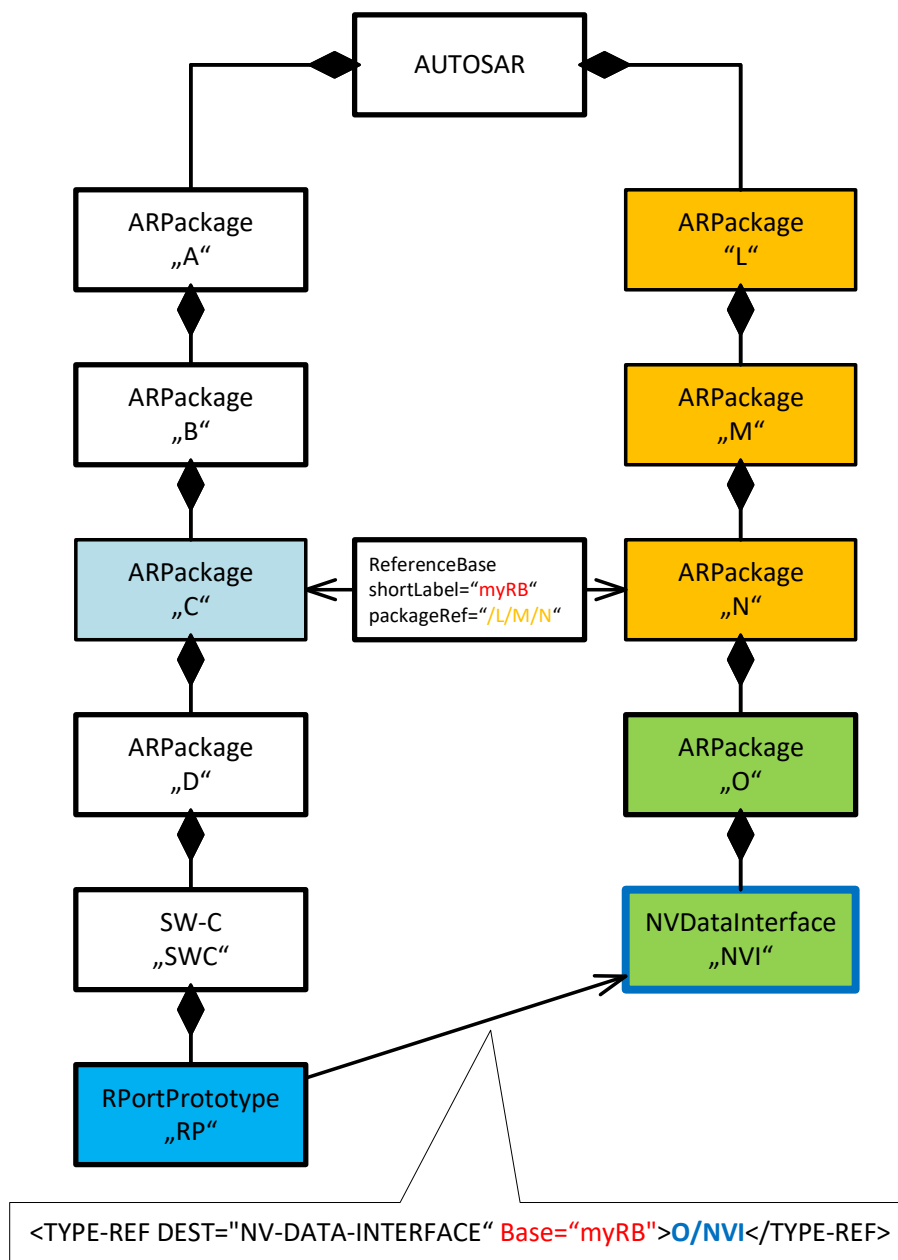 AUTOSAR
ARPackage
„A“
ARPackage
“L“
ARPackage
„B“
ARPackage
„M“
ARPackage
„C“
ReferenceBase
shortLabel=“myRB“
packageRef=“/L/M/N“
ARPackage
„N“
ARPackage
„D“
ARPackage
„O“
SW-C
„SWC“
NVDataInterface
„NVI“
RPortPrototype
„RP“
<TYPE-REF DEST="NV-DATA-INTERFACE“ Base=“myRB">O/NVI</TYPE-REF>